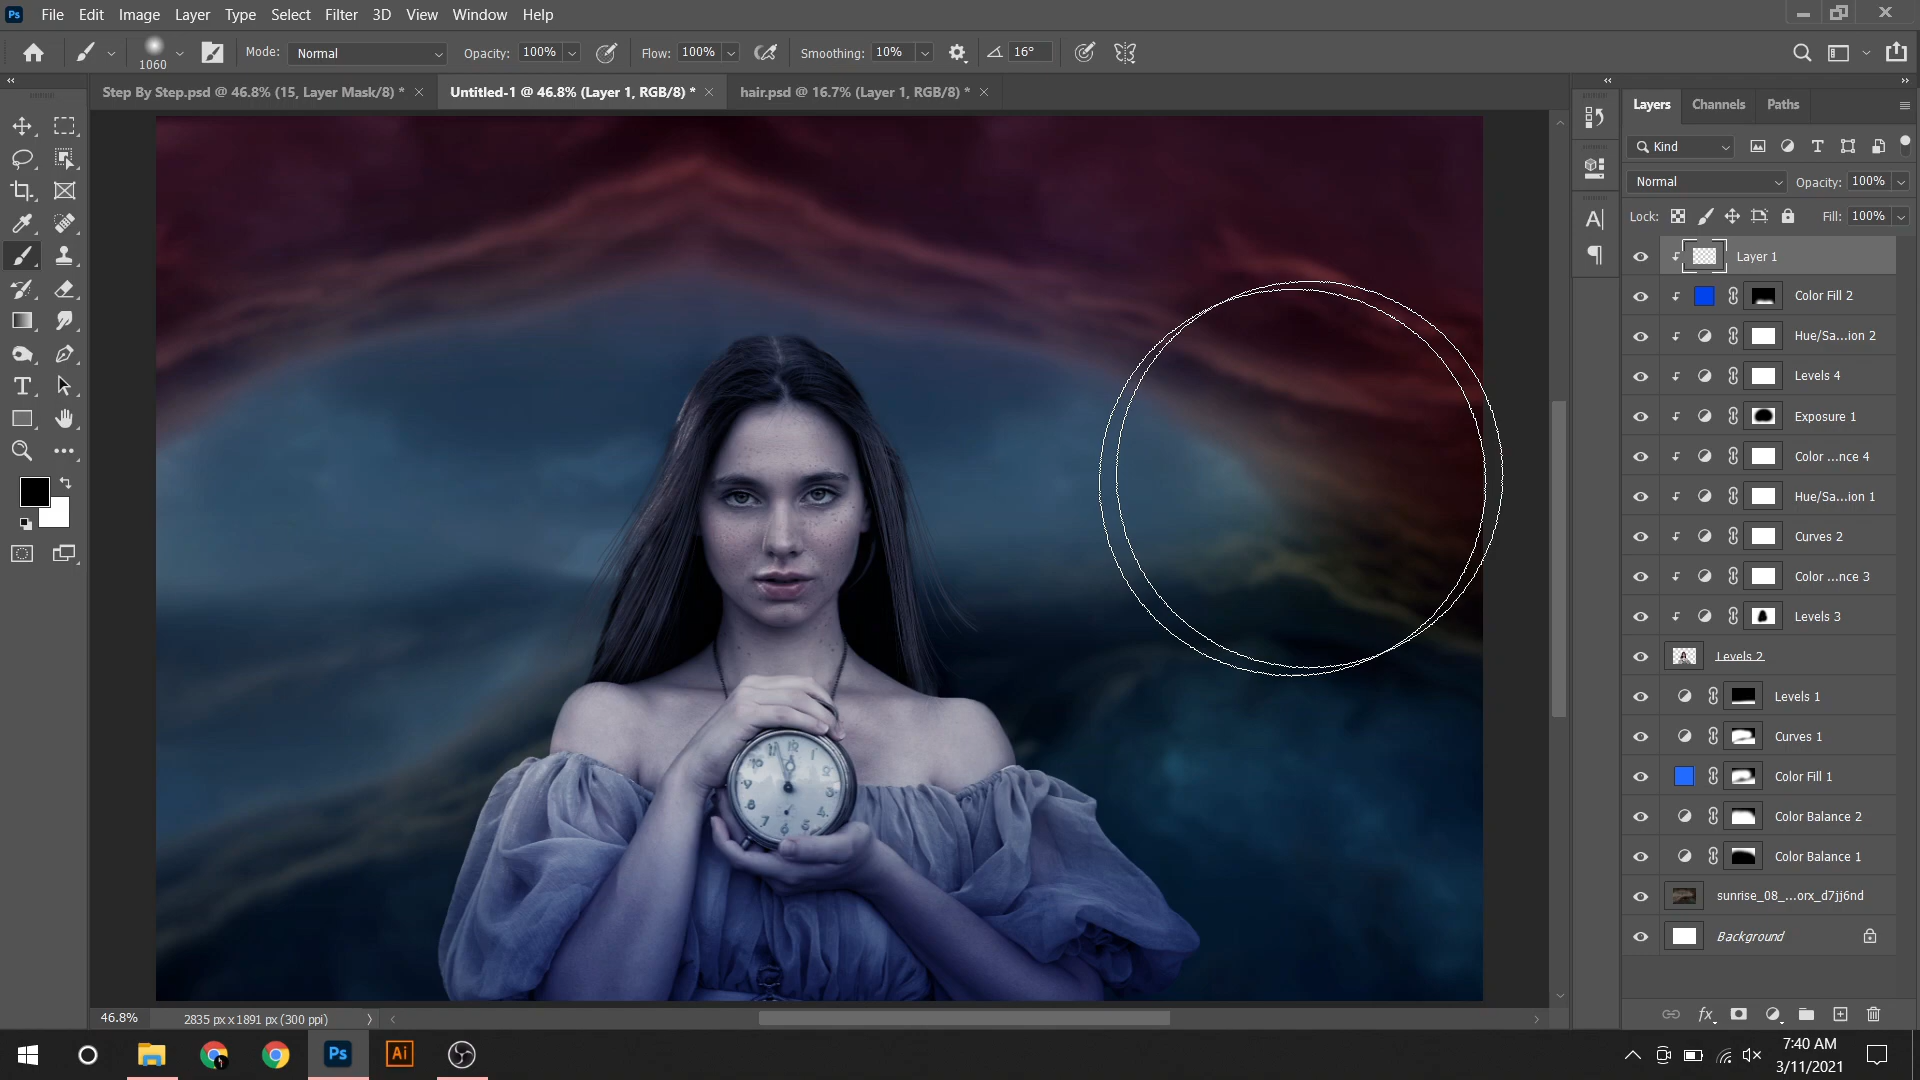 Ps File Edit Image Layer Type Select Filter 3D View Window Help
1060 Mode: Normal Opacity: 100% Flow: 100% Smoothing: 10% 16°
Step By Step.psd @ 46.8% (15, Layer Mask/8) * Untitled-1 @ 46.8% (Layer 1, RGB/8) * hair.psd @ 16.7% (Layer 1, RGB/8) *
Layers Channels Paths
Kind
Normal Opacity: 100%
Lock: Fill: 100%
Layer 1
Color Fill 2
Hue/Sa...ion 2
Levels 4
Exposure 1
Color ...nce 4
Hue/Sa...ion 1
Curves 2
Color ...nce 3
Levels 3
Levels 2
Levels 1
Curves 1
Color Fill 1
Color Balance 2
Color Balance 1
sunrise_08_...orx_d7jj6nd
Background
46.8% 2835 px x 1891 px (300 ppi)
fx
Ps Ai
7:40 AM
3/11/2021